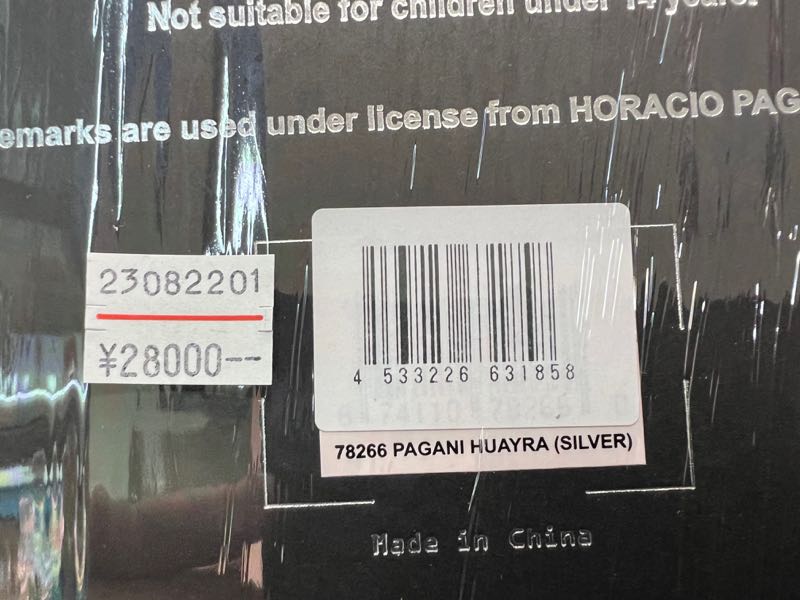 Not suitable for children under 14 years.
emarks are used under license from HORACIO PAG
23082201
¥28000--
4 533226 631858
78266 PAGANI HUAYRA (SILVER)
Made in China